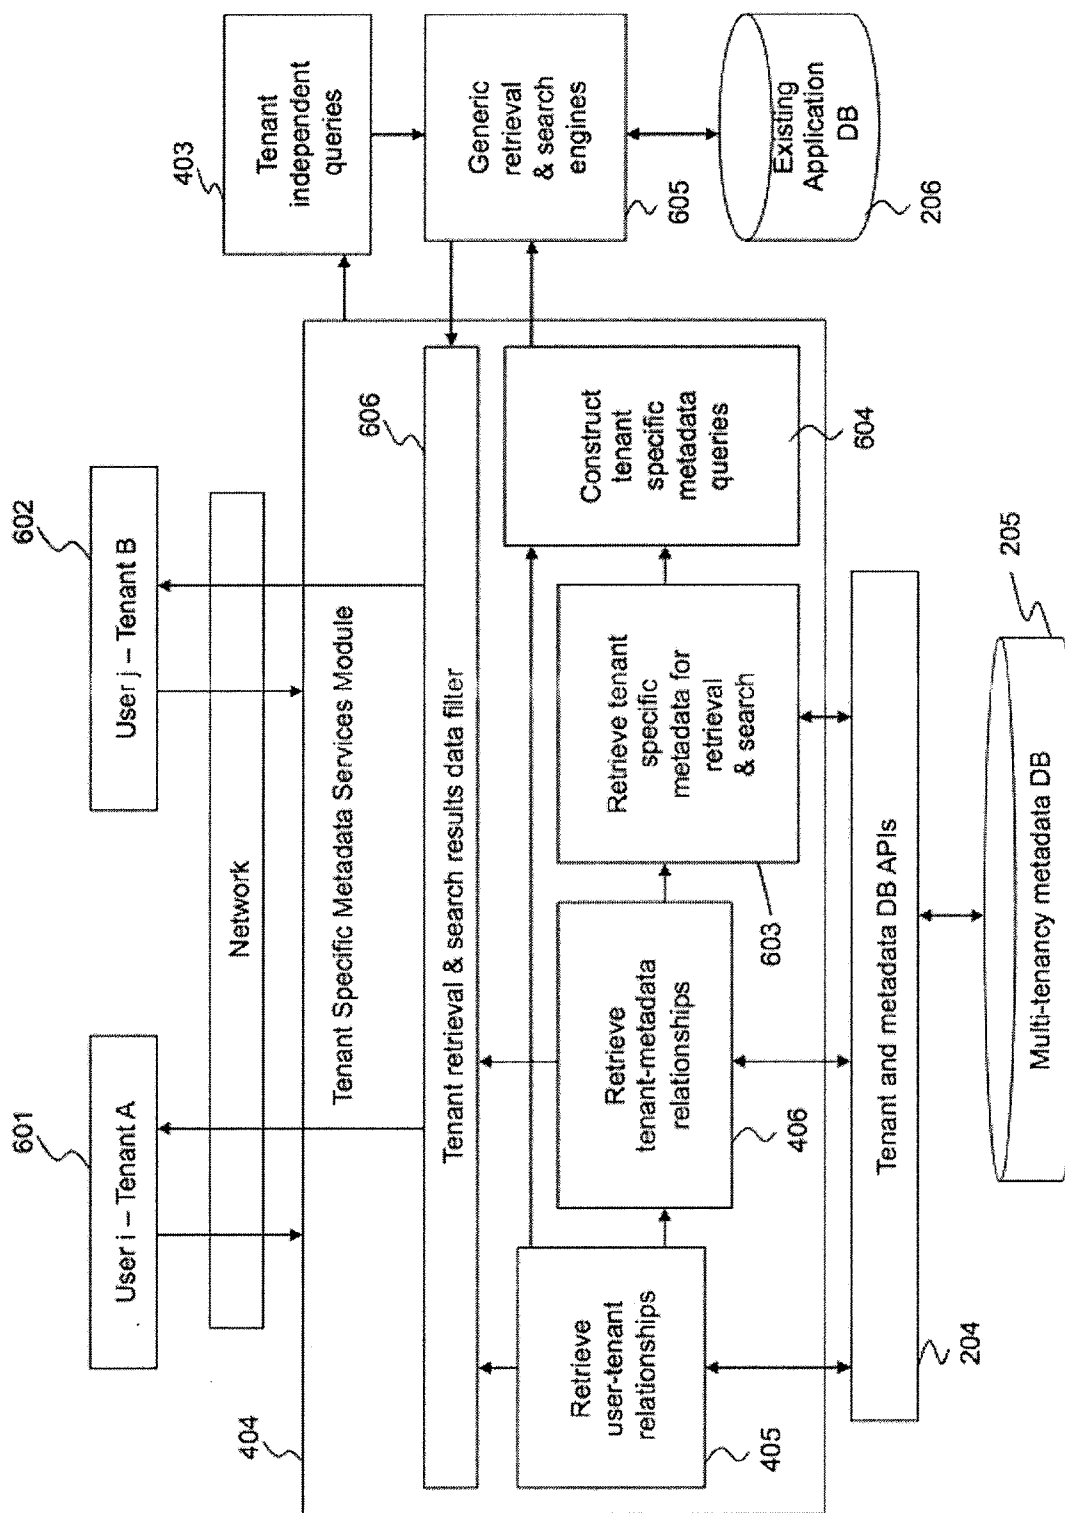 601
User i – Tenant A
602
User j – Tenant B
Network
404
Tenant Specific Metadata Services Module
606
Tenant retrieval & search results data filter
403
Tenant
independent
queries
Generic
retrieval
& search
engines
605
Existing
Application
DB
206
Retrieve
user-tenant
relationships
405
Retrieve
tenant-metadata
relationships
406
Retrieve tenant
specific
metadata for
retrieval
& search
603
Construct
tenant
specific
metadata
queries
604
Tenant and metadata DB APIs
204
Multi-tenancy metadata DB
205